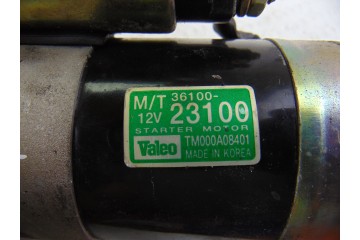 M/T 36100-
12V 23100
STARTER MOTOR
Valeo TM000A08401
MADE IN KOREA